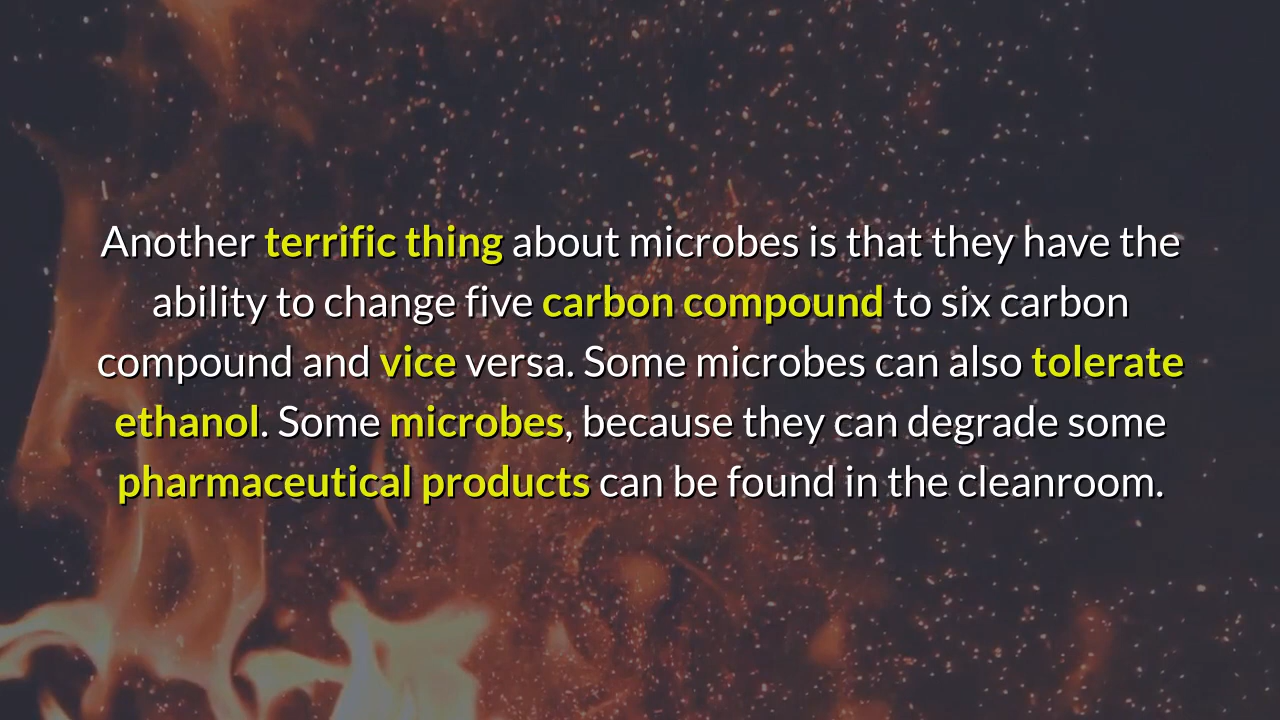 Another terrific thing about microbes is that they have the
ability to change five carbon compound to six carbon
compound and vice versa. Some microbes can also tolerate
ethanol. Some microbes, because they can degrade some
pharmaceutical products can be found in the cleanroom.